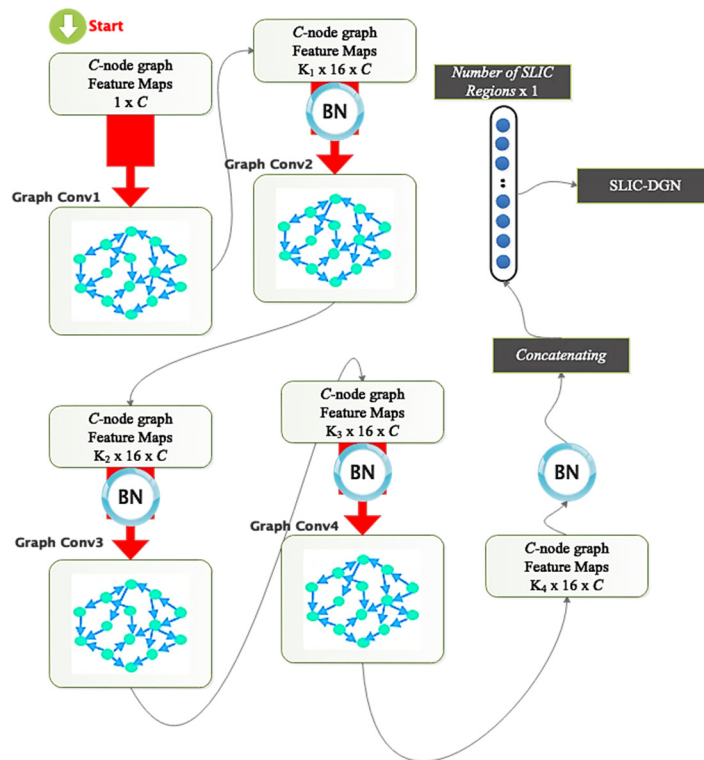 Start
C-node graph
Feature Maps
1 x C
Graph Conv1
C-node graph
Feature Maps
K₁ x 16 x C
BN
Graph Conv2
C-node graph
Feature Maps
K₂ x 16 x C
BN
Graph Conv3
C-node graph
Feature Maps
K₃ x 16 x C
BN
Graph Conv4
C-node graph
Feature Maps
K₄ x 16 x C
BN
Concatenating
Number of SLIC
Regions x 1
SLIC-DGN